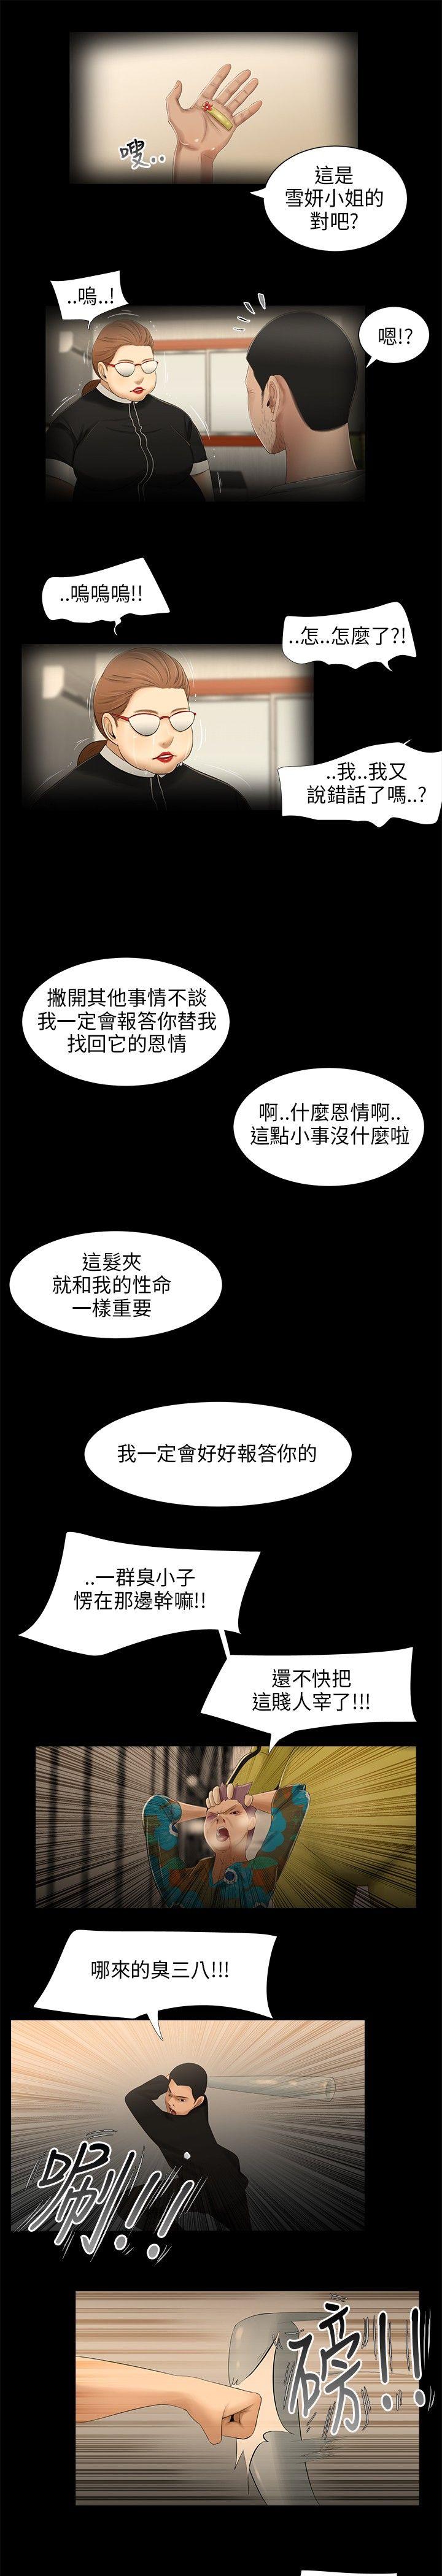 嗖..
這是
雪妍小姐的
對吧?
..嗚..!
嗯!?
..嗚嗚嗚!!
..怎..怎麼了?!
..我..我又
說錯話了嗎..?
撇開其他事情不談
我一定會報答你替我
找回它的恩情
啊..什麼恩情啊..
這點小事沒什麼啦
這髮夾
就和我的性命
一樣重要
我一定會好好報答你的
..一群臭小子
愣在那邊幹嘛!!
還不快把
這賤人宰了!!!
哪來的臭三八!!!
唰!!
磅!!